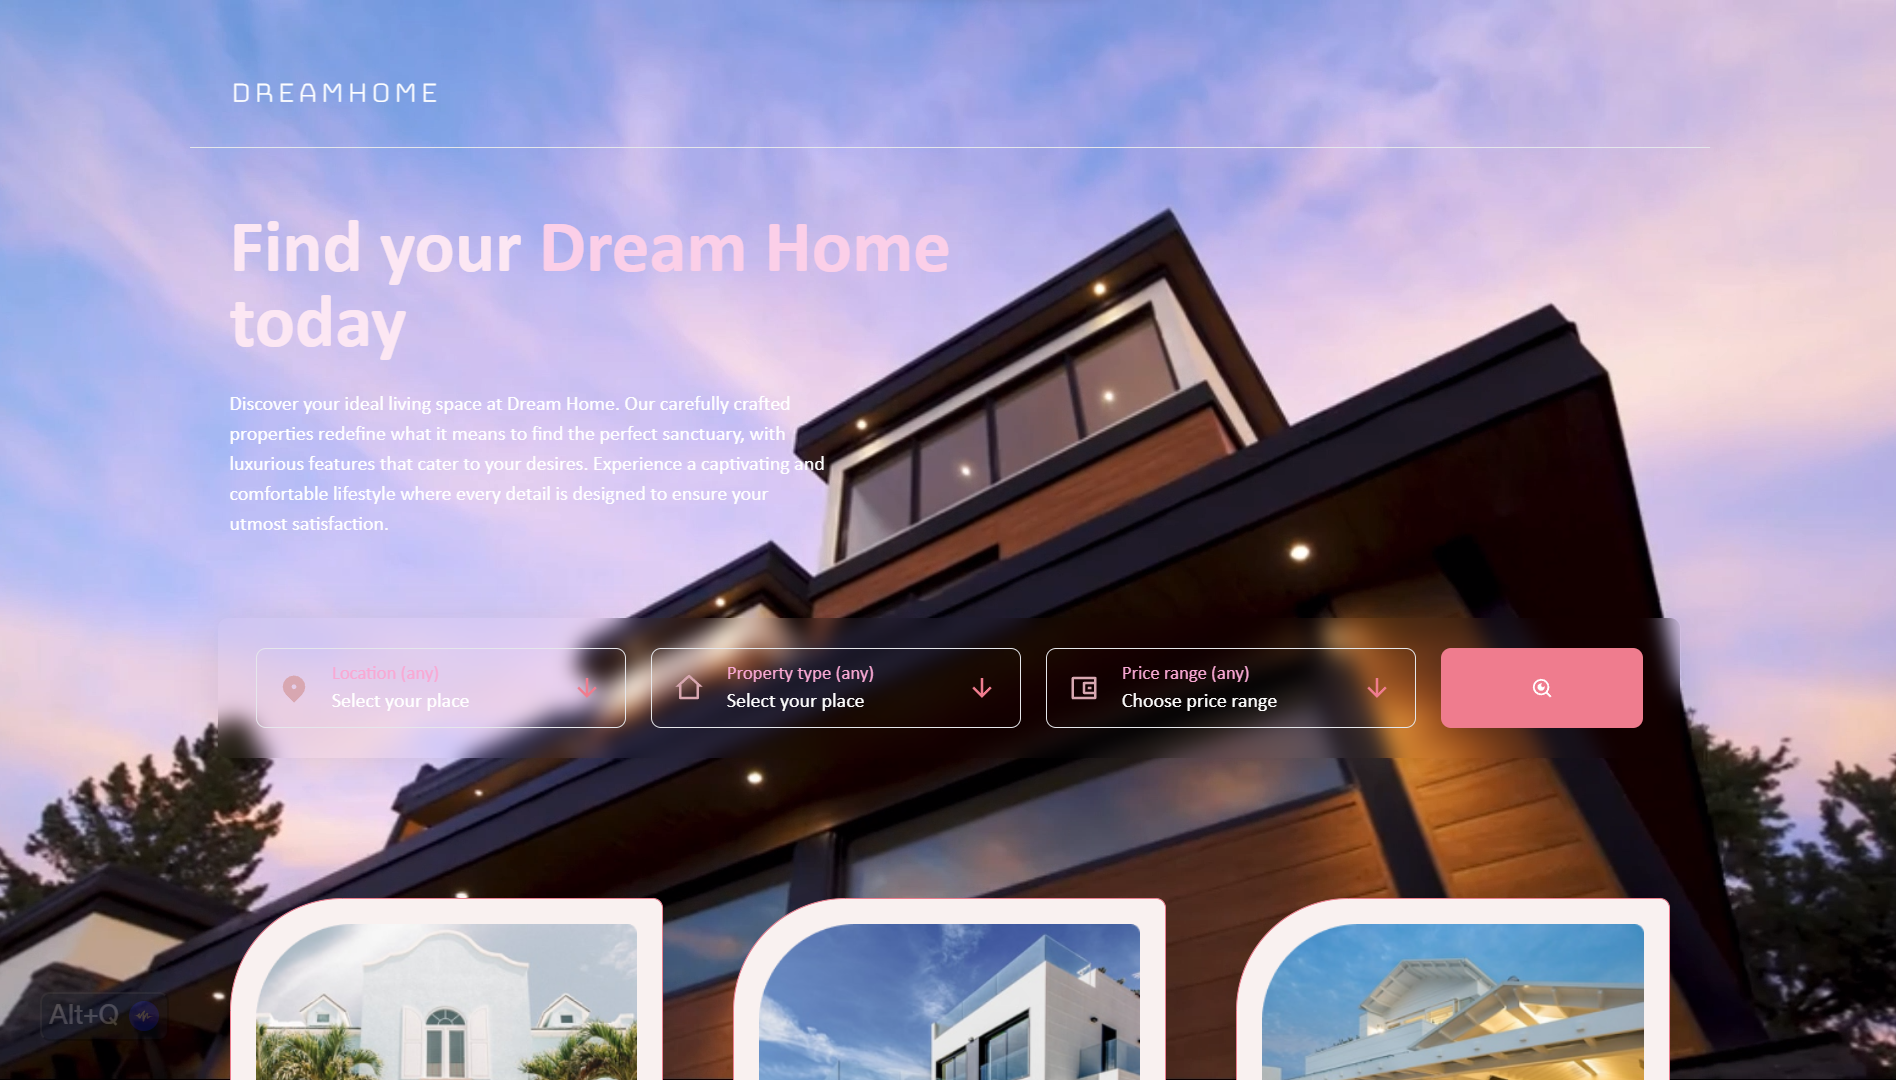 DREAMHOME
Find your Dream Home
today
Discover your ideal living space at Dream Home. Our carefully crafted
properties redefine what it means to find the perfect sanctuary, with
luxurious features that cater to your desires. Experience a captivating and
comfortable lifestyle where every detail is designed to ensure your
utmost satisfaction.
Location (any)
Select your place
Property type (any)
Select your place
Price range (any)
Choose price range
Alt+Q